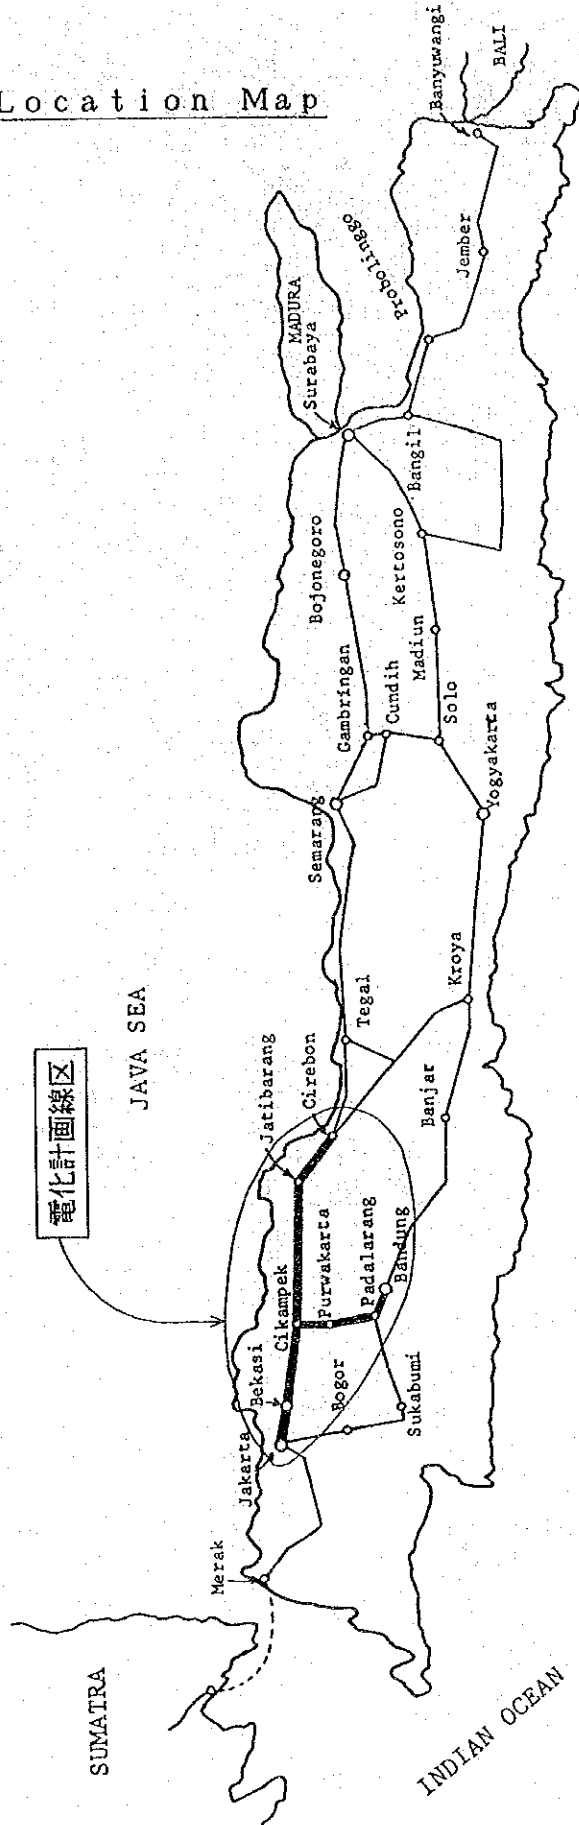 Location Map
電化計画線区
JAVA SEA
SUMATRA
Merak
Jakarta
Bekasi
Cikampek
Jatibarang
Cirebon
Purwakarta
Padalarang
Bandung
Bogor
Sukabumi
Tegal
Banjar
Kroya
Semarang
Gambringan
Cundih
Solo
Yogyakarta
Madiun
Kertosono
Bojonegoro
MADURA
Surabaya
Bangil
Probolinggo
Jember
Banyuwangi
BALI
INDIAN OCEAN